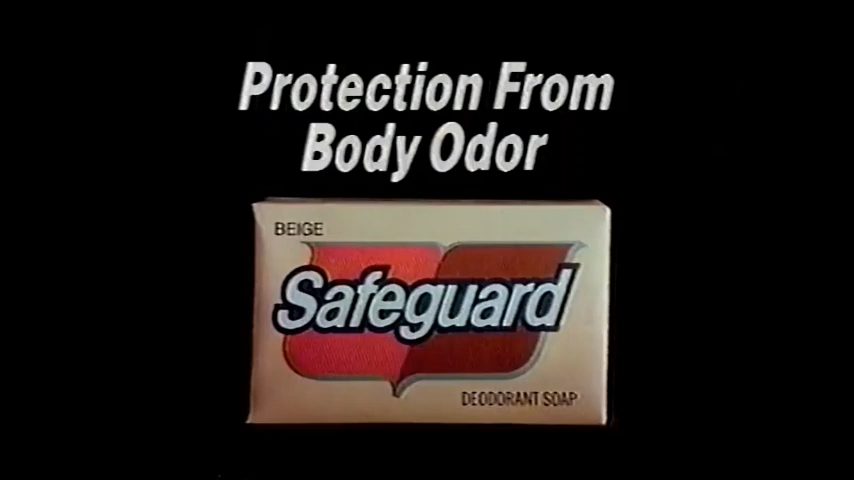 Protection From
Body Odor
BEIGE
Safeguard
DEODORANT SOAP